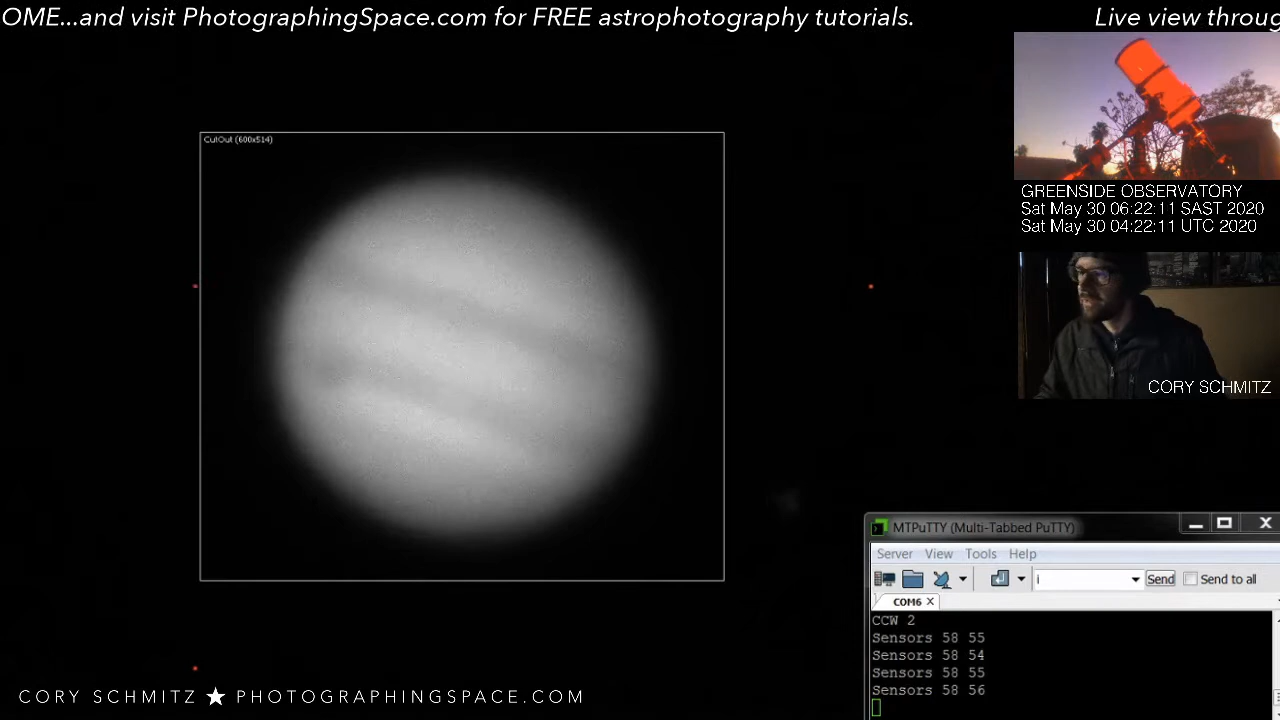 OME...and visit PhotographingSpace.com for FREE astrophotography tutorials.
Live view throug
CutOut (600x514)
GREENSIDE OBSERVATORY
Sat May 30 06:22:11 SAST 2020
Sat May 30 04:22:11 UTC 2020
CORY SCHMITZ
MTPuTTY (Multi-Tabbed PuTTY)
Server View Tools Help
i Send Send to all
COM6
CCW 2
Sensors 58 55
Sensors 58 54
Sensors 58 55
Sensors 58 56
CORY SCHMITZ ★ PHOTOGRAPHINGSPACE.COM